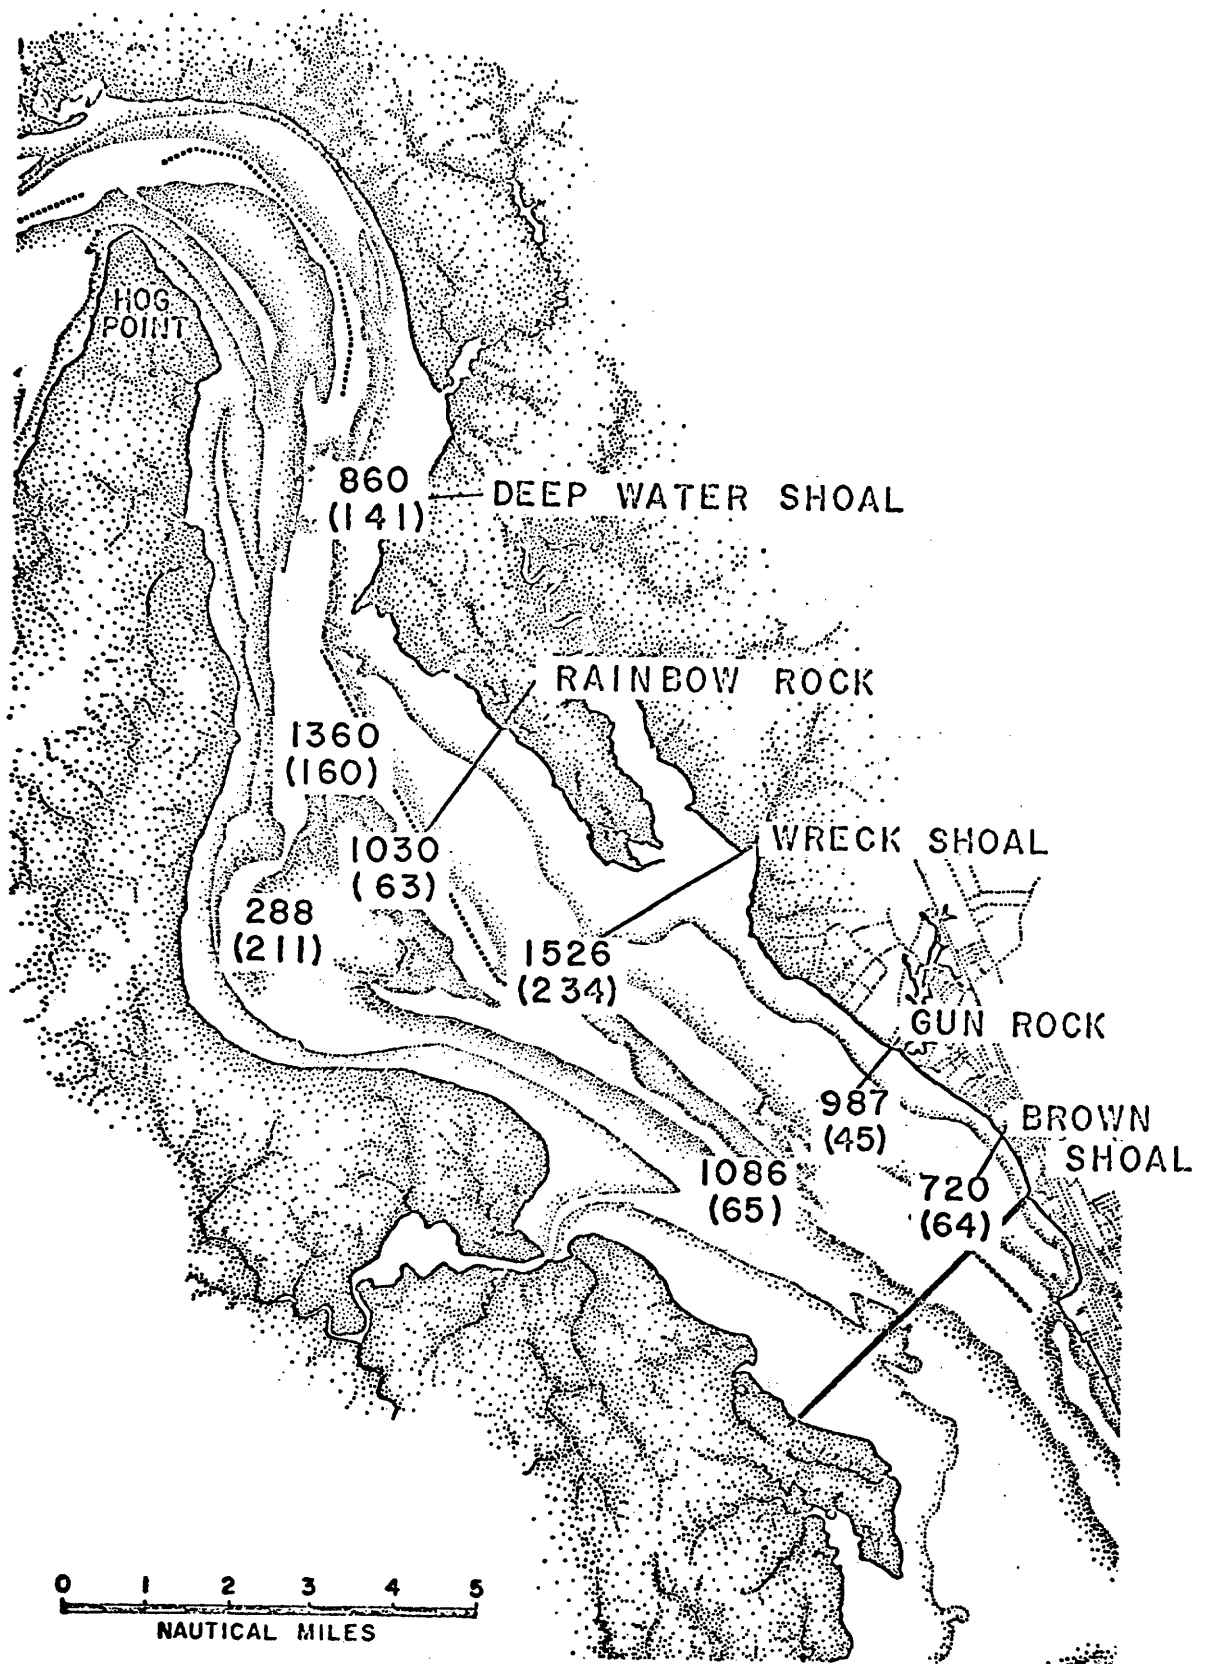 HOG
POINT
860
(141)
DEEP WATER SHOAL
RAINBOW ROCK
1360
(160)
1030
(63)
WRECK SHOAL
288
(211)
1526
(234)
GUN ROCK
987
(45)
BROWN
SHOAL
1086
(65)
720
(64)
0 1 2 3 4 5
NAUTICAL MILES